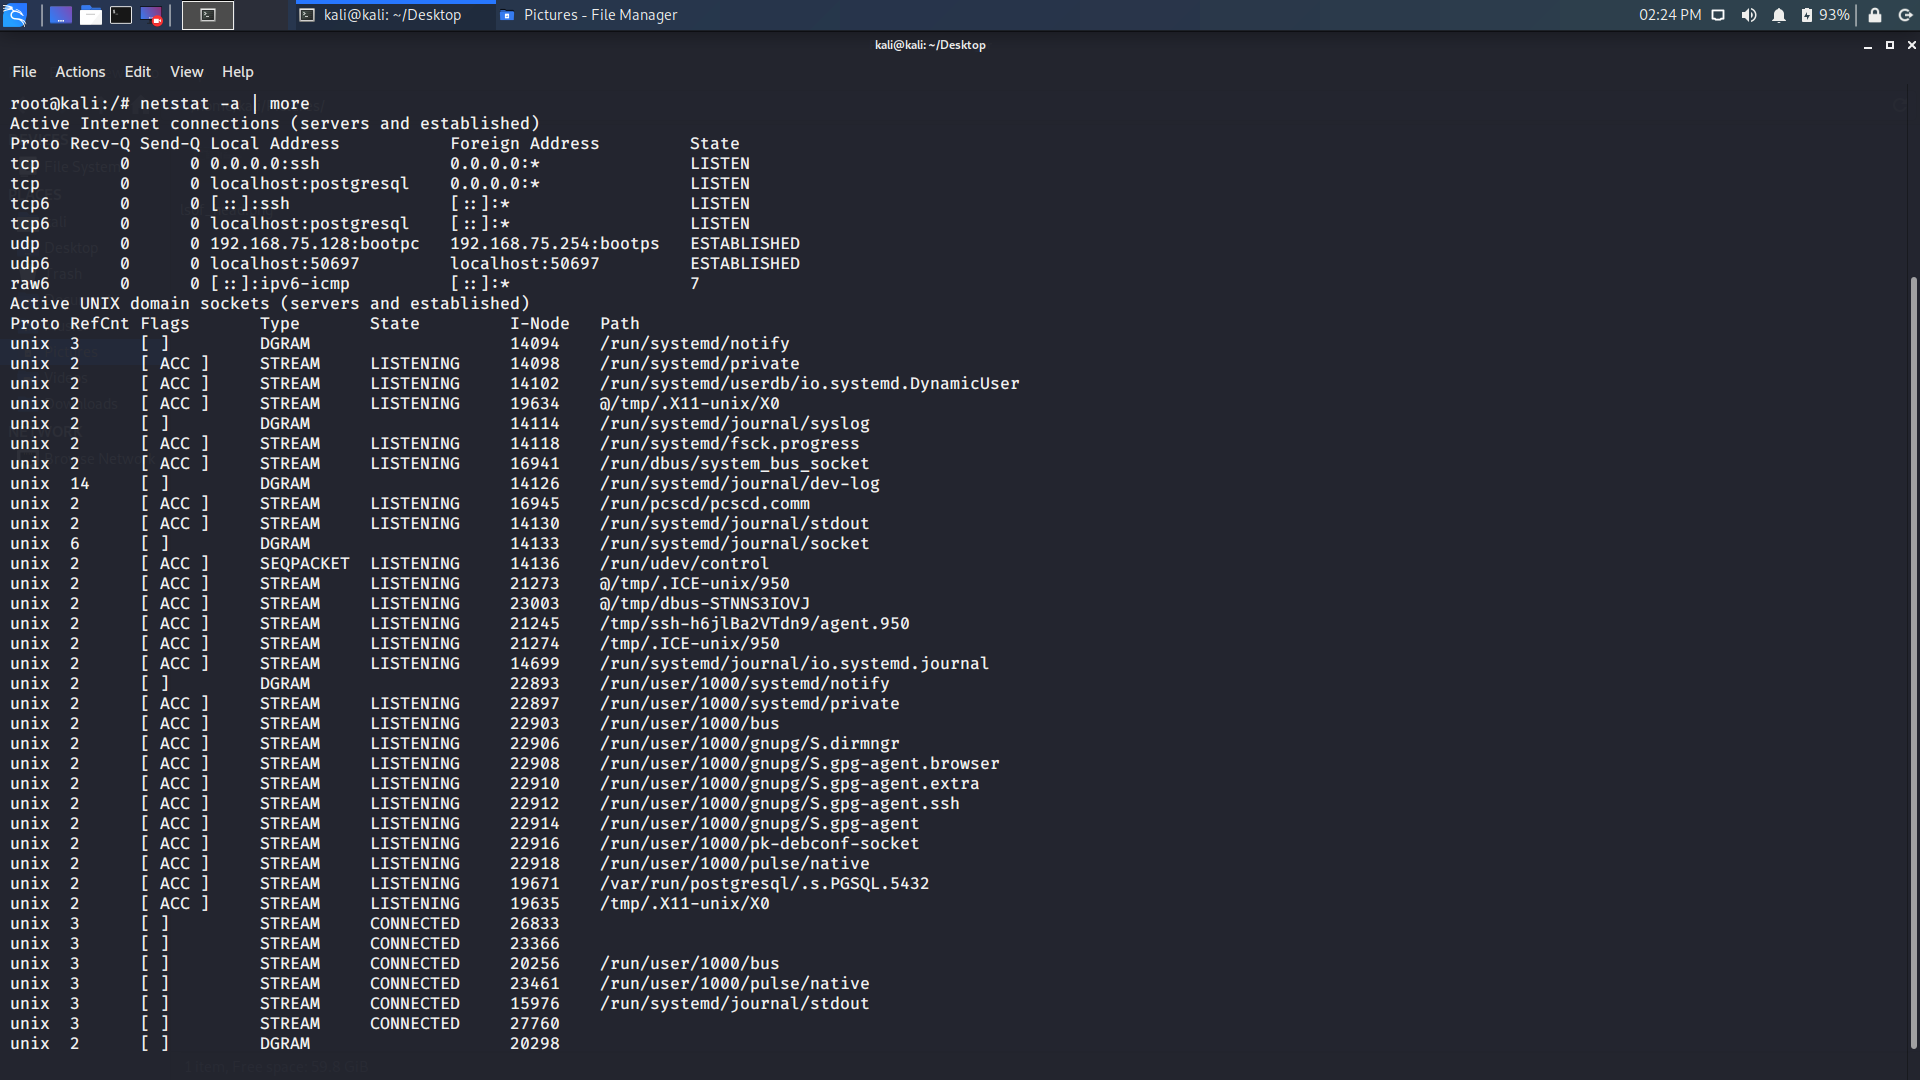 kali@kali: ~/Desktop
Pictures - File Manager
02:24 PM
93%
kali@kali: ~/Desktop
File Actions Edit View Help
root@kali:/# netstat -a | more
Active Internet connections (servers and established)
Proto Recv-Q Send-Q Local Address           Foreign Address         State
tcp        0      0 0.0.0.0:ssh             0.0.0.0:*               LISTEN
tcp        0      0 localhost:postgresql    0.0.0.0:*               LISTEN
tcp6       0      0 [::]:ssh                [::]:*                  LISTEN
tcp6       0      0 localhost:postgresql    [::]:*                  LISTEN
udp        0      0 192.168.75.128:bootpc   192.168.75.254:bootps   ESTABLISHED
udp6       0      0 localhost:50697         localhost:50697         ESTABLISHED
raw6       0      0 [::]:ipv6-icmp          [::]:*                  7
Active UNIX domain sockets (servers and established)
Proto RefCnt Flags       Type       State         I-Node   Path
unix  3      [ ]         DGRAM                    14094    /run/systemd/notify
unix  2      [ ACC ]     STREAM     LISTENING     14098    /run/systemd/private
unix  2      [ ACC ]     STREAM     LISTENING     14102    /run/systemd/userdb/io.systemd.DynamicUser
unix  2      [ ACC ]     STREAM     LISTENING     19634    @/tmp/.X11-unix/X0
unix  2      [ ]         DGRAM                    14114    /run/systemd/journal/syslog
unix  2      [ ACC ]     STREAM     LISTENING     14118    /run/systemd/fsck.progress
unix  2      [ ACC ]     STREAM     LISTENING     16941    /run/dbus/system_bus_socket
unix  14     [ ]         DGRAM                    14126    /run/systemd/journal/dev-log
unix  2      [ ACC ]     STREAM     LISTENING     16945    /run/pcscd/pcscd.comm
unix  2      [ ACC ]     STREAM     LISTENING     14130    /run/systemd/journal/stdout
unix  6      [ ]         DGRAM                    14133    /run/systemd/journal/socket
unix  2      [ ACC ]     SEQPACKET  LISTENING     14136    /run/udev/control
unix  2      [ ACC ]     STREAM     LISTENING     21273    @/tmp/.ICE-unix/950
unix  2      [ ACC ]     STREAM     LISTENING     23003    @/tmp/dbus-STNNS3IOVJ
unix  2      [ ACC ]     STREAM     LISTENING     21245    /tmp/ssh-h6jlBa2VTdn9/agent.950
unix  2      [ ACC ]     STREAM     LISTENING     21274    /tmp/.ICE-unix/950
unix  2      [ ACC ]     STREAM     LISTENING     14699    /run/systemd/journal/io.systemd.journal
unix  2      [ ]         DGRAM                    22893    /run/user/1000/systemd/notify
unix  2      [ ACC ]     STREAM     LISTENING     22897    /run/user/1000/systemd/private
unix  2      [ ACC ]     STREAM     LISTENING     22903    /run/user/1000/bus
unix  2      [ ACC ]     STREAM     LISTENING     22906    /run/user/1000/gnupg/S.dirmngr
unix  2      [ ACC ]     STREAM     LISTENING     22908    /run/user/1000/gnupg/S.gpg-agent.browser
unix  2      [ ACC ]     STREAM     LISTENING     22910    /run/user/1000/gnupg/S.gpg-agent.extra
unix  2      [ ACC ]     STREAM     LISTENING     22912    /run/user/1000/gnupg/S.gpg-agent.ssh
unix  2      [ ACC ]     STREAM     LISTENING     22914    /run/user/1000/gnupg/S.gpg-agent
unix  2      [ ACC ]     STREAM     LISTENING     22916    /run/user/1000/pk-debconf-socket
unix  2      [ ACC ]     STREAM     LISTENING     22918    /run/user/1000/pulse/native
unix  2      [ ACC ]     STREAM     LISTENING     19671    /var/run/postgresql/.s.PGSQL.5432
unix  2      [ ACC ]     STREAM     LISTENING     19635    /tmp/.X11-unix/X0
unix  3      [ ]         STREAM     CONNECTED     26833
unix  3      [ ]         STREAM     CONNECTED     23366
unix  3      [ ]         STREAM     CONNECTED     20256    /run/user/1000/bus
unix  3      [ ]         STREAM     CONNECTED     23461    /run/user/1000/pulse/native
unix  3      [ ]         STREAM     CONNECTED     15976    /run/systemd/journal/stdout
unix  3      [ ]         STREAM     CONNECTED     27760
unix  2      [ ]         DGRAM                    20298